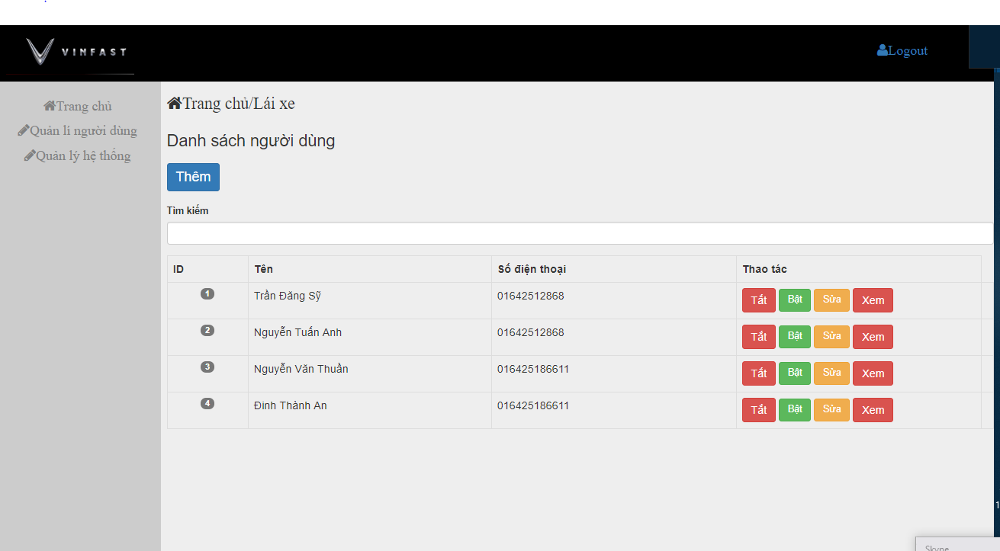 VINFAST
Logout
Trang chủ
Quản lí người dùng
Quản lý hệ thống
Trang chủ/Lái xe
Danh sách người dùng
Thêm
Tìm kiếm
ID Tên Số điện thoại Thao tác
1 Trần Đăng Sỹ 01642512868 Tắt Bật Sửa Xem
2 Nguyễn Tuấn Anh 01642512868 Tắt Bật Sửa Xem
3 Nguyễn Văn Thuần 016425186611 Tắt Bật Sửa Xem
4 Đinh Thành An 016425186611 Tắt Bật Sửa Xem
1
Skype